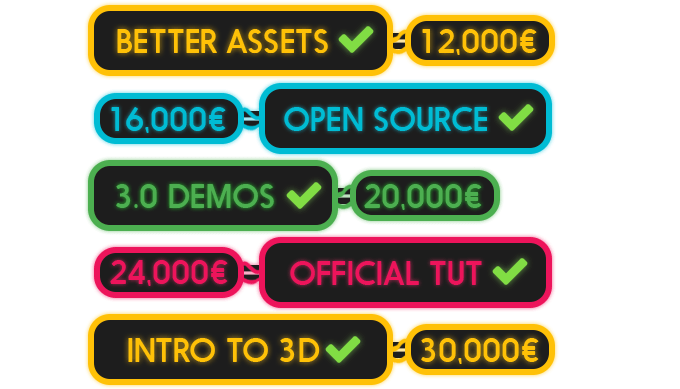 BETTER ASSETS 12,000€
16,000€ OPEN SOURCE
3.0 DEMOS 20,000€
24,000€ OFFICIAL TUT
INTRO TO 3D 30,000€